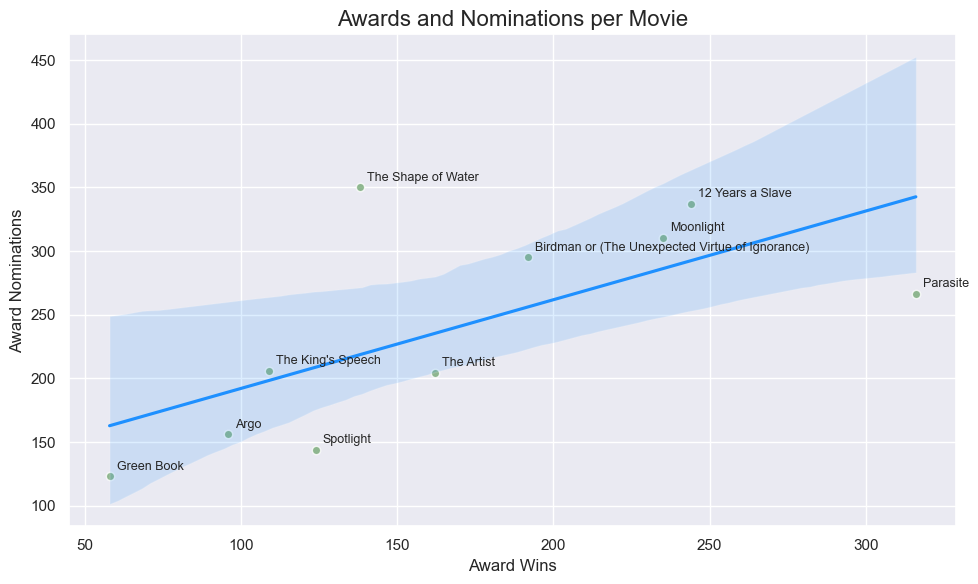 Awards and Nominations per Movie
Award Nominations
450
400
350
300
250
200
150
100
The Shape of Water
12 Years a Slave
Moonlight
Birdman or (The Unexpected Virtue of Ignorance)
Parasite
The King's Speech
The Artist
Argo
Spotlight
Green Book
50
100
150
200
250
300
Award Wins